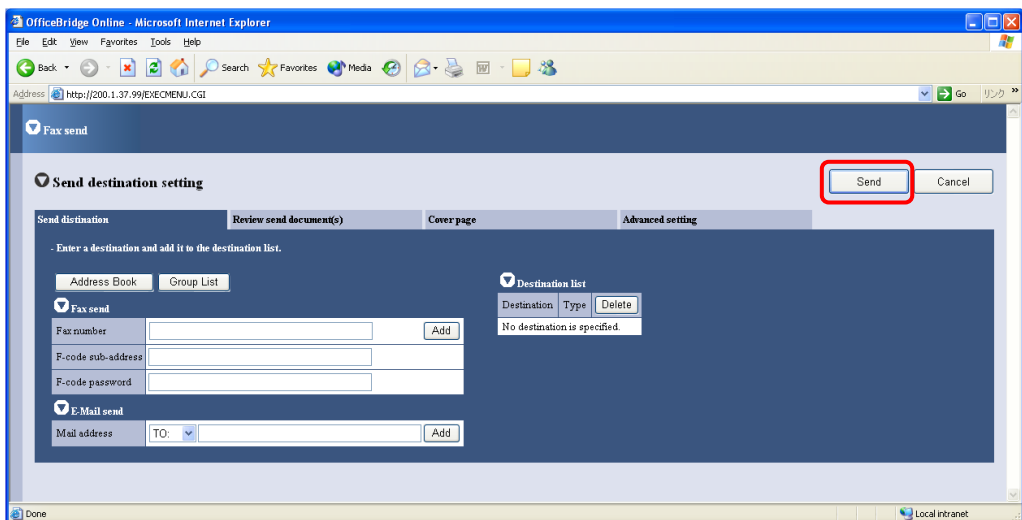 OfficeBridge Online - Microsoft Internet Explorer
File Edit View Favorites Tools Help
Back Search Favorites Media
Address http://200.1.37.99/EXECMENU.CGI Go リンク »
Fax send
Send destination setting Send Cancel
Send distination Review send document(s) Cover page Advanced setting
- Enter a destination and add it to the destination list.
Address Book Group List
Destination list
Fax send
Destination Type Delete
Fax number Add
No destination is specified.
F-code sub-address
F-code password
E-Mail send
Mail address TO: Add
Done Local intranet